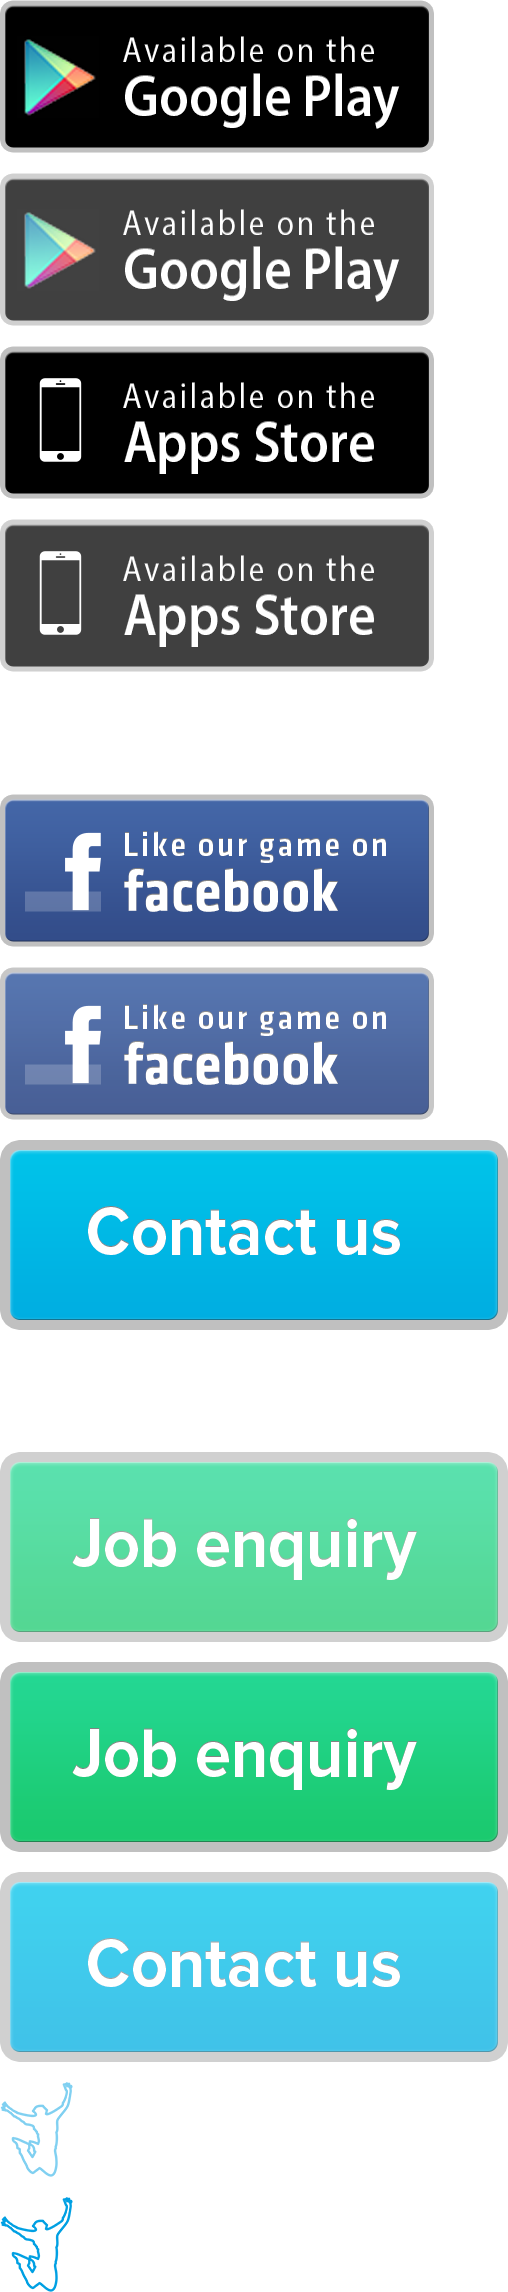 Available on the
Google Play
Available on the
Google Play
Available on the
Apps Store
Available on the
Apps Store
Like our game on
facebook
Like our game on
facebook
Contact us
Job enquiry
Job enquiry
Contact us